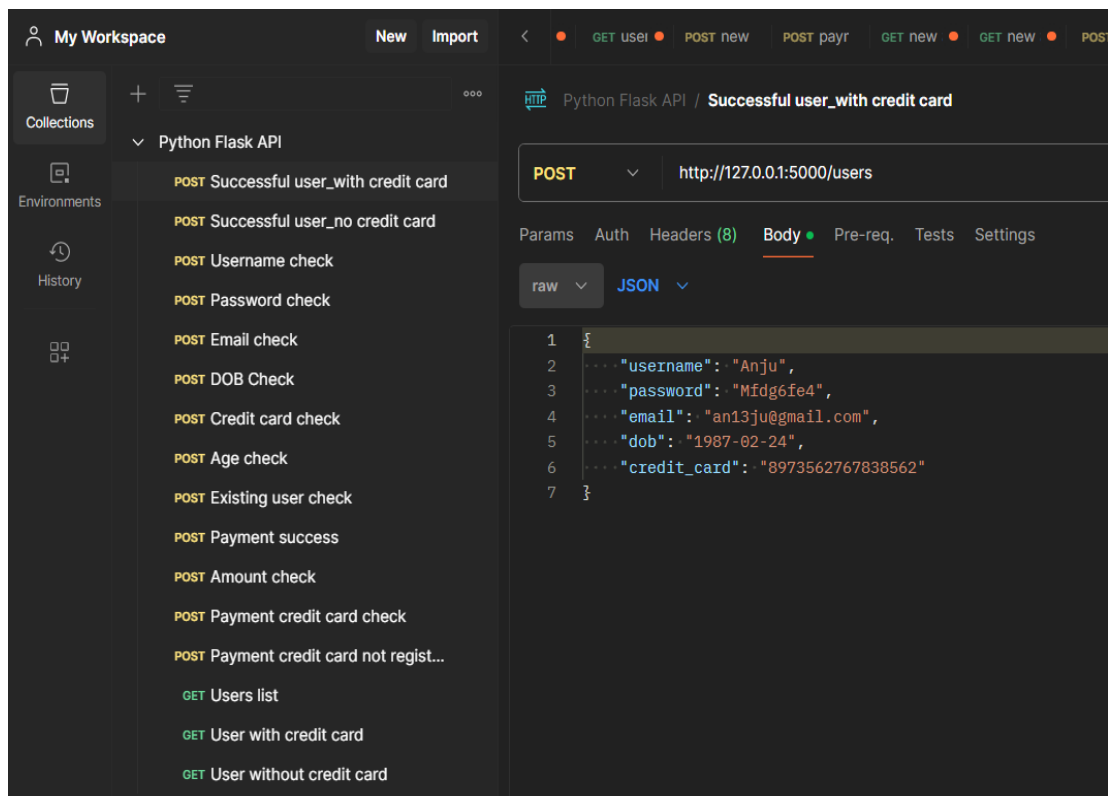 My Workspace New Import
GET user POST new POST payr GET new GET new POST
Collections
Environments
History
Python Flask API
POST Successful user_with credit card
POST Successful user_no credit card
POST Username check
POST Password check
POST Email check
POST DOB Check
POST Credit card check
POST Age check
POST Existing user check
POST Payment success
POST Amount check
POST Payment credit card check
POST Payment credit card not regist...
GET Users list
GET User with credit card
GET User without credit card
HTTP Python Flask API / Successful user_with credit card
POST http://127.0.0.1:5000/users
Params Auth Headers (8) Body Pre-req. Tests Settings
raw JSON
1 {
2 "username": "Anju",
3 "password": "Mfdg6fe4",
4 "email": "an13ju@gmail.com",
5 "dob": "1987-02-24",
6 "credit_card": "8973562767838562"
7 }